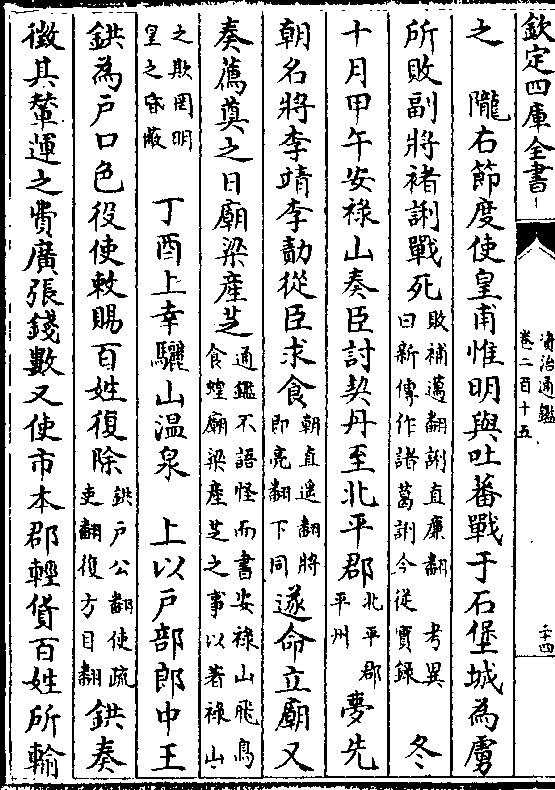 欽定四庫全書
資治通鑑
卷二百十五
二十四
之　隴右節度使皇甫惟明與吐蕃戰于石堡城為虜
所敗副將褚誗戰死敗補邁翻誗直廉翻　考異
曰新傳作諸葛誗今從實錄　冬
十月甲午安祿山奏臣討契丹至北平郡北平郡
平州夢先
朝名將李靖李勣從臣求食朝直遥翻將
即亮翻下同遂命立廟又
奏薦奠之日廟梁產芝通鑑不語怪而書安祿山飛鳥
食蝗廟梁產芝之事以著祿山
之欺罔明
皇之昏蔽　丁酉上幸驪山温泉　上以戶部郎中王
鉷為戶口色役使敕賜百姓復除鉷戶公翻使疏
吏翻復方目翻鉷奏
徴其輦運之費廣張錢數又使市本郡輕貨百姓所輸